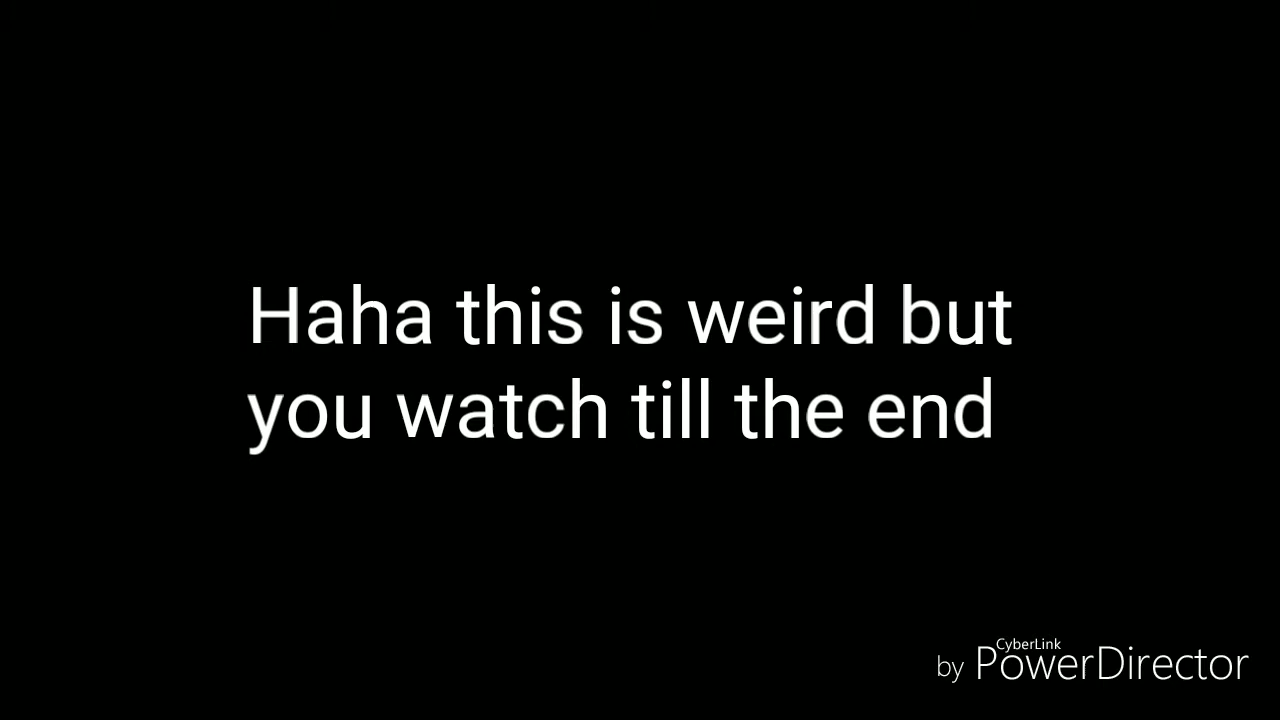 Haha this is weird but
you watch till the end
CyberLink
by PowerDirector